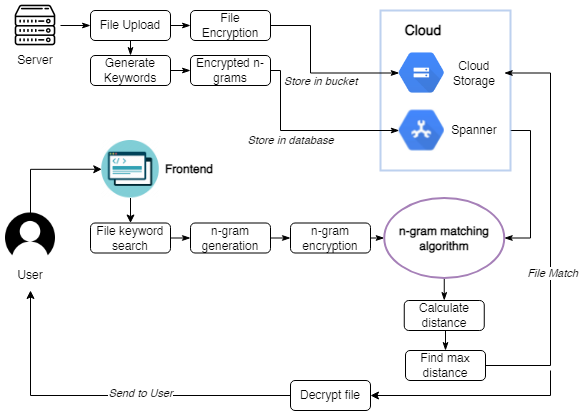 File Upload
File
Encryption
Server
Generate
Keywords
Encrypted n-
grams
Store in bucket
Store in database
Cloud
Cloud
Storage
Spanner
Frontend
File keyword
search
n-gram
generation
n-gram
encryption
n-gram matching
algorithm
User
File Match
Calculate
distance
Find max
distance
Send to User
Decrypt file